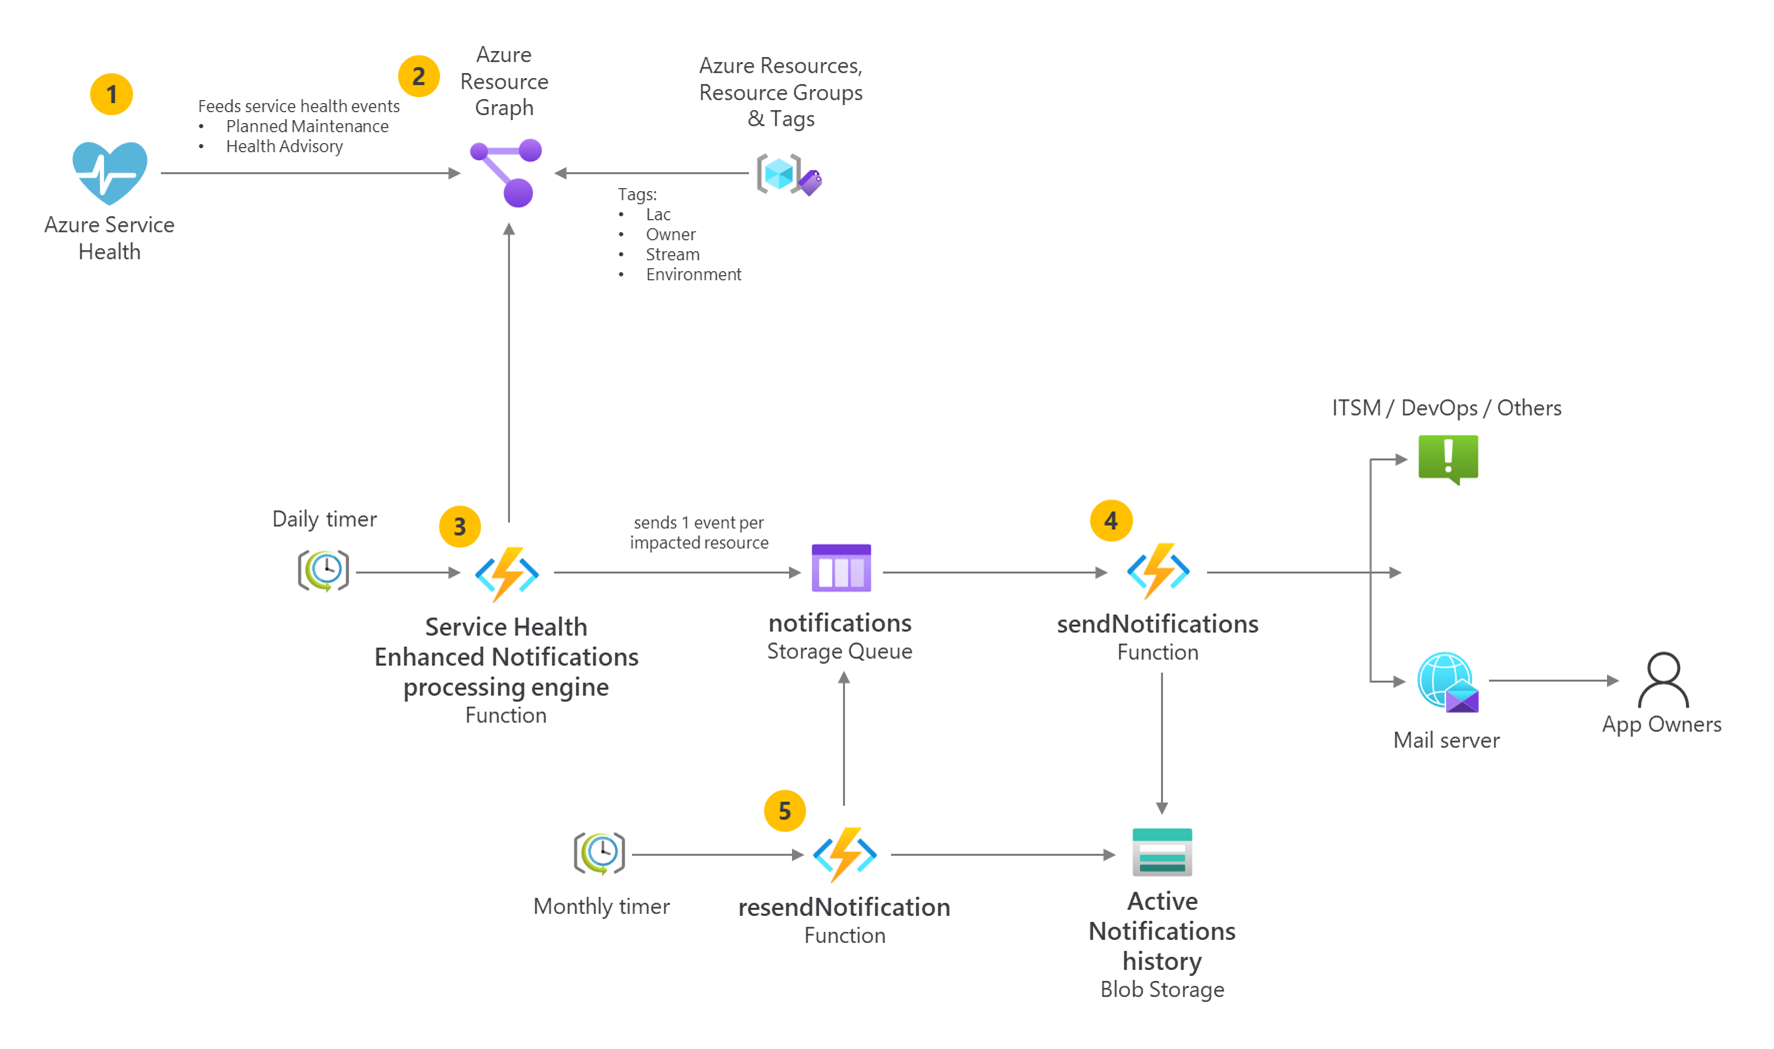 1
Azure Service
Health
Feeds service health events
• Planned Maintenance
• Health Advisory
2
Azure
Resource
Graph
Azure Resources,
Resource Groups
& Tags
Tags:
• Lac
• Owner
• Stream
• Environment
Daily timer
3
Service Health
Enhanced Notifications
processing engine
Function
sends 1 event per
impacted resource
notifications
Storage Queue
4
sendNotifications
Function
ITSM / DevOps / Others
Mail server
App Owners
Monthly timer
5
resendNotification
Function
Active
Notifications
history
Blob Storage